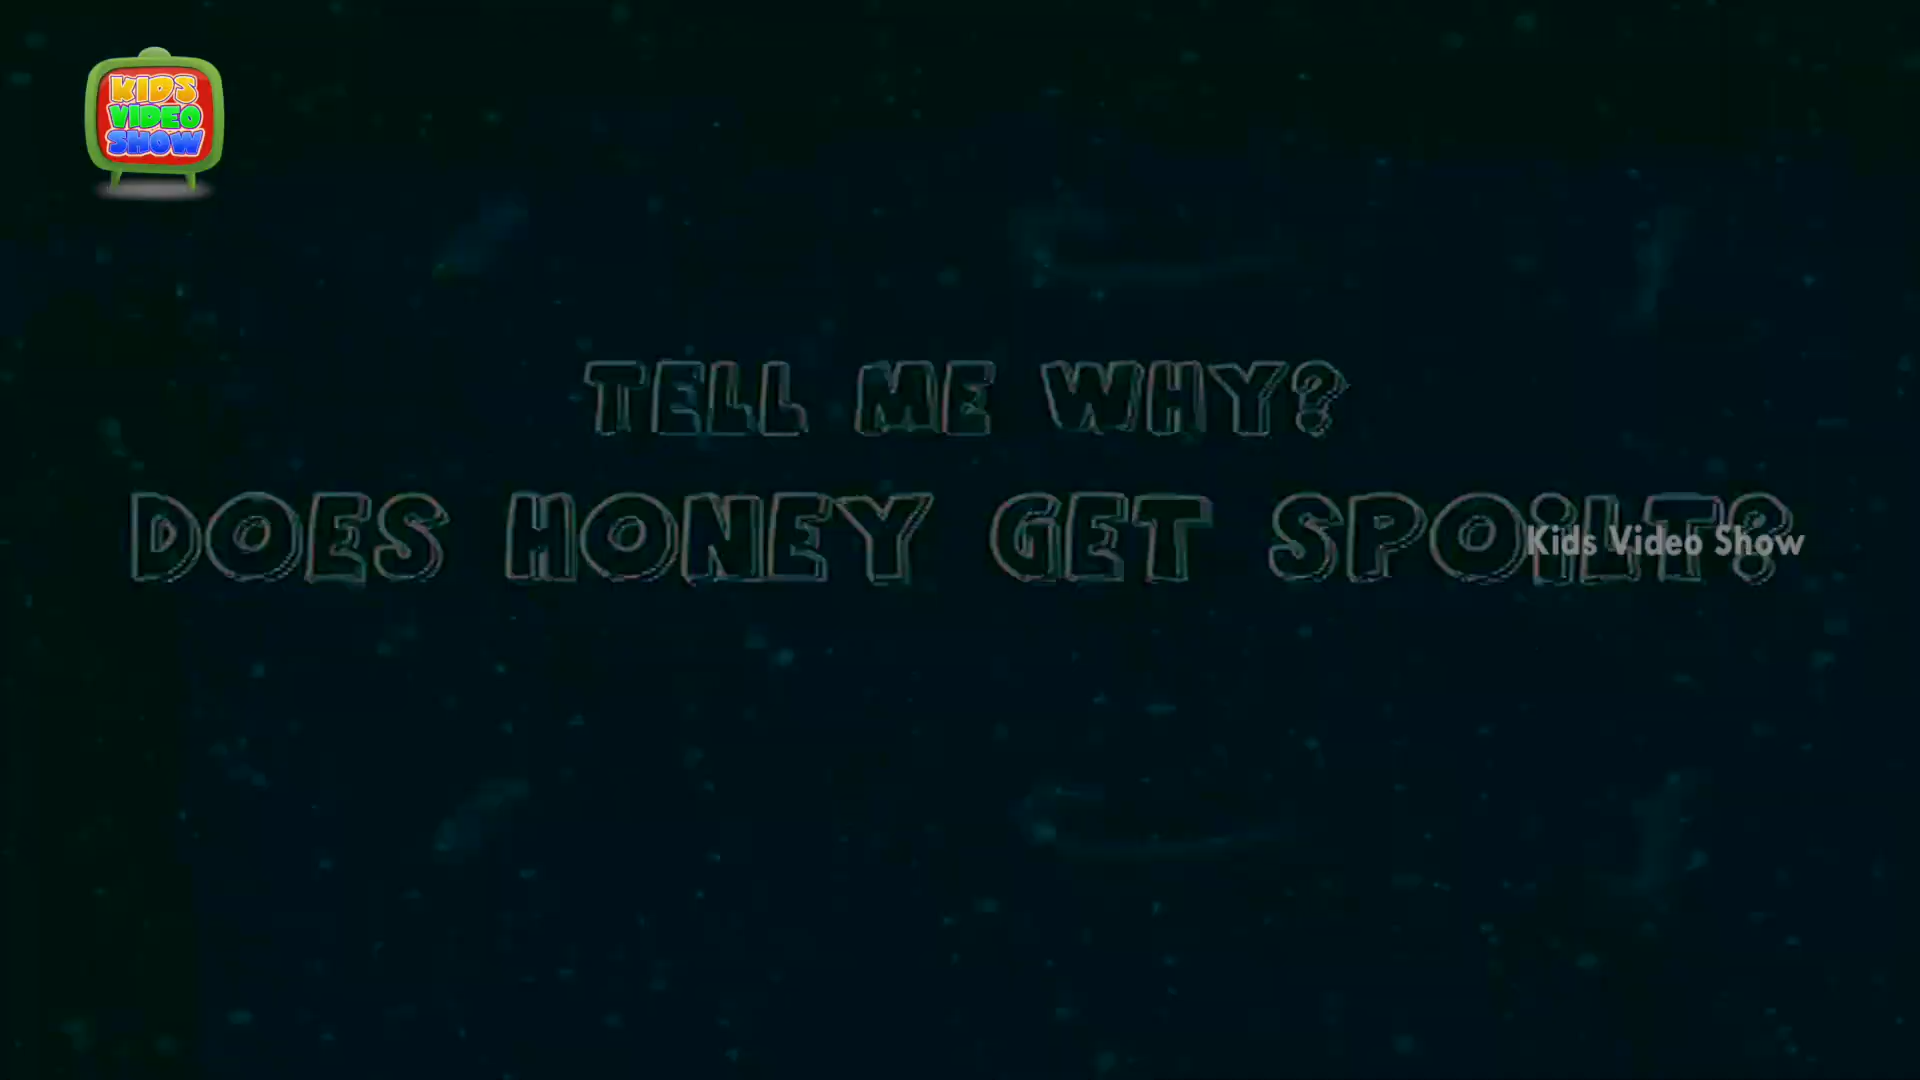 KIDS
VIDEO
SHOW
TELL ME WHY?
DOES HONEY GET SPOiLT?
Kids Video Show